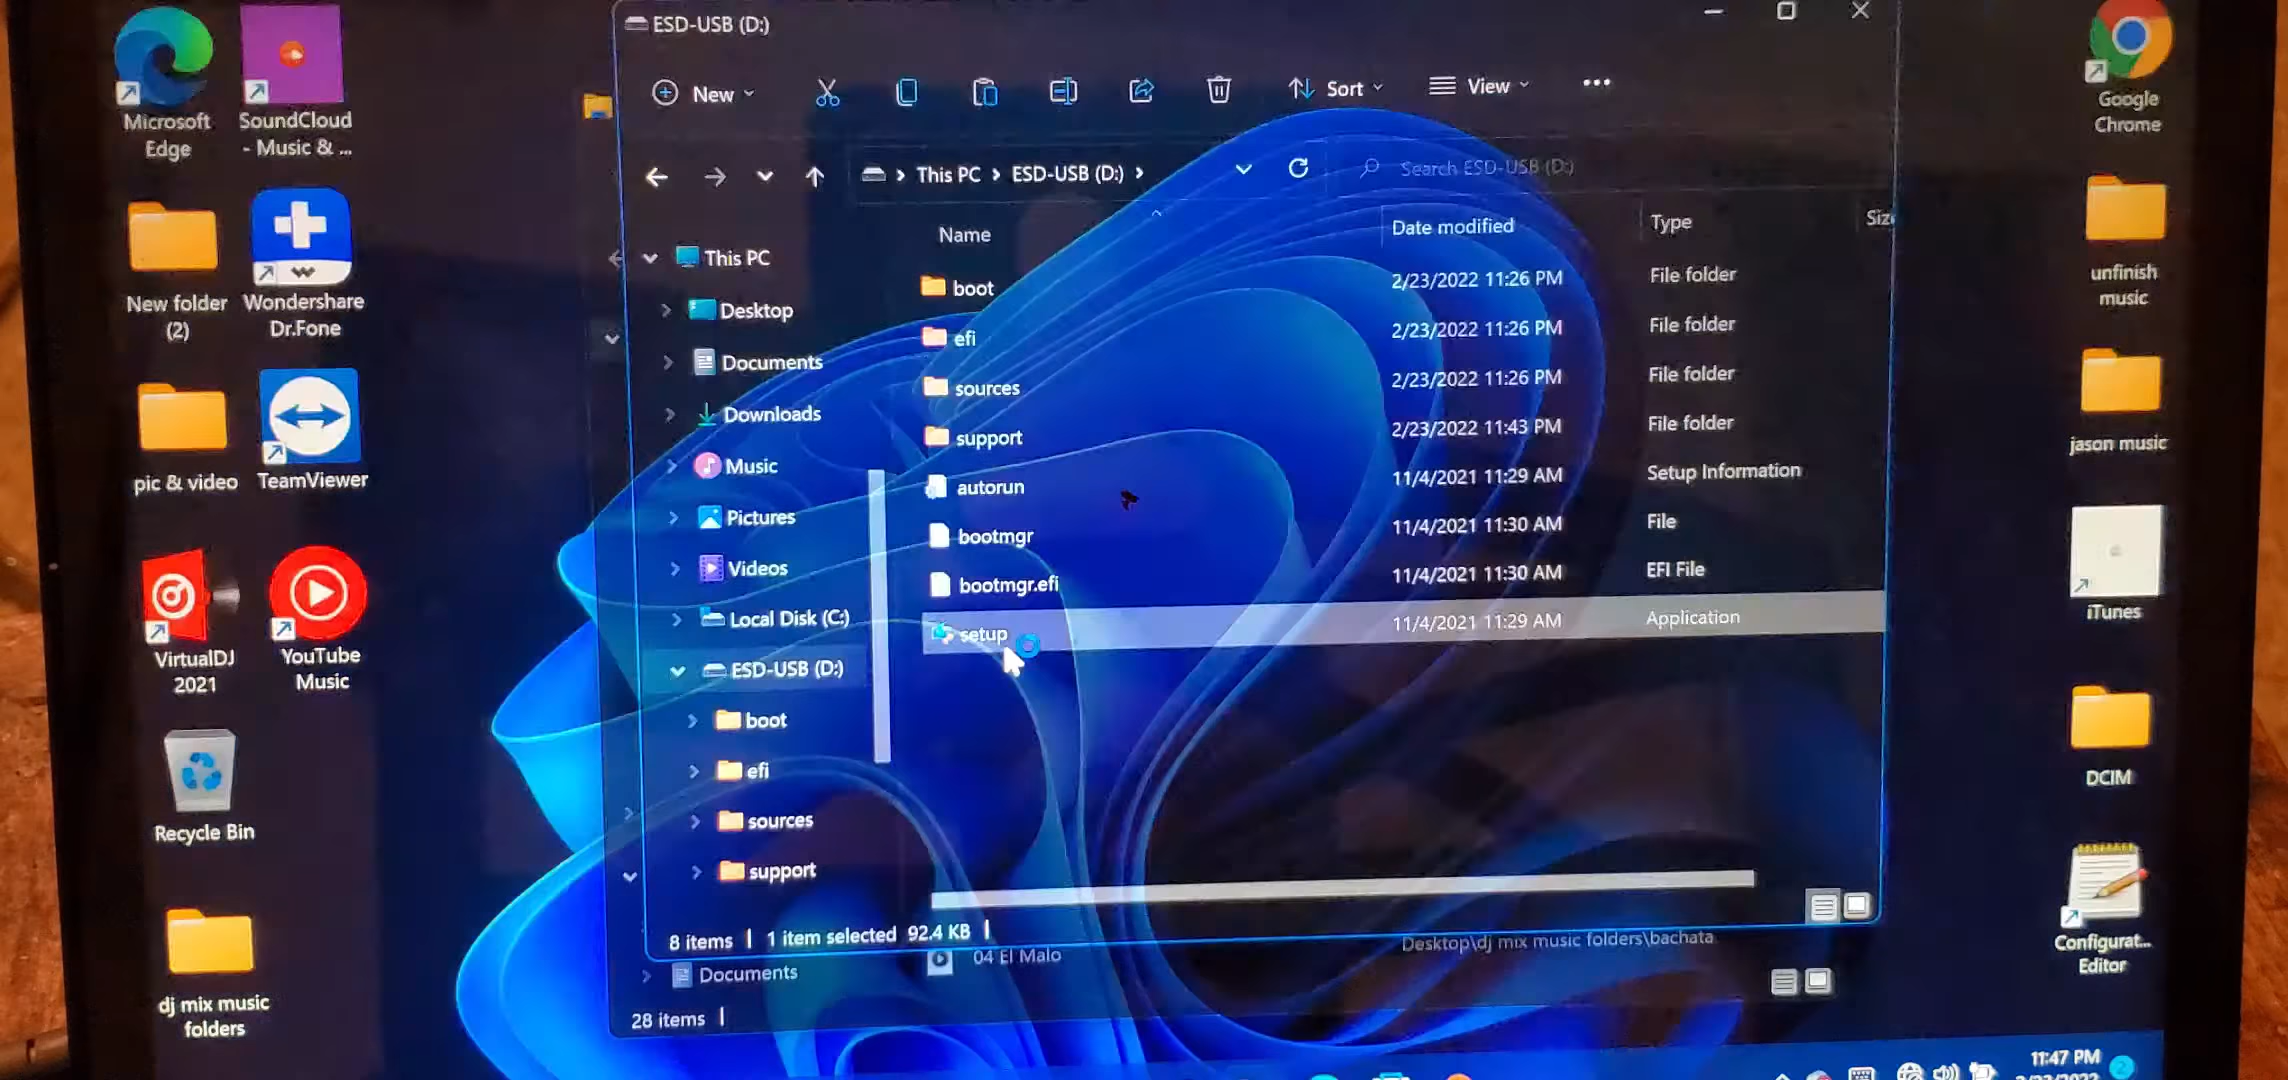 ESD-USB (D:)
New
Sort
View
This PC
ESD-USB (D:)
Search ESD-USB (D:)
Name
Date modified
Type
boot
2/23/2022 11:26 PM
File folder
efi
2/23/2022 11:26 PM
File folder
sources
2/23/2022 11:26 PM
File folder
support
2/23/2022 11:43 PM
File folder
autorun
11/4/2021 11:29 AM
Setup Information
bootmgr
11/4/2021 11:30 AM
File
bootmgr.efi
11/4/2021 11:30 AM
EFI File
setup
11/4/2021 11:29 AM
Application
This PC
Desktop
Documents
Downloads
Music
Pictures
Videos
Local Disk (C:)
ESD-USB (D:)
boot
efi
sources
support
8 items
1 item selected 92.4 KB
Documents
04 El Malo
Desktop\dj mix music folders\bachata
28 items
Microsoft
Edge
SoundCloud
- Music & ...
New folder
(2)
Wondershare
Dr.Fone
pic & video
TeamViewer
VirtualDJ
2021
YouTube
Music
Recycle Bin
dj mix music
folders
Google
Chrome
unfinish
music
jason music
iTunes
DCIM
Configurat...
Editor
11:47 PM